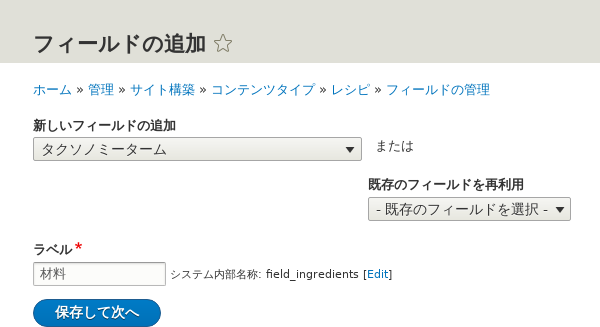 フィールドの追加
ホーム » 管理 » サイト構築 » コンテンツタイプ » レシピ » フィールドの管理
新しいフィールドの追加
タクソノミーターム
または
既存のフィールドを再利用
- 既存のフィールドを選択 -
ラベル*
材料 システム内部名称: field_ingredients [Edit]
保存して次へ